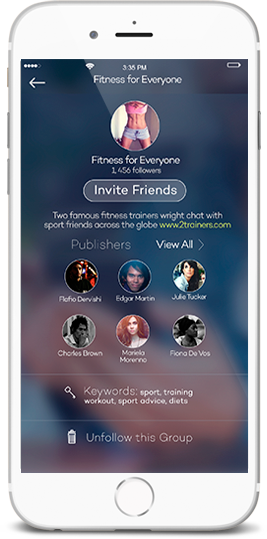 3:35 PM
Fitness for Everyone
Fitness for Everyone
1,456 followers
Invite Friends
Two famous fitness trainers wright chat with
sport friends across the globe www.2trainers.com
Publishers View All
Flefio Dervishi Edgar Martin Julie Tucker
Charles Brown Mariela Morenno Fiona De Vos
Keywords: sport, training
workout, sport advice, diets
Unfollow this Group